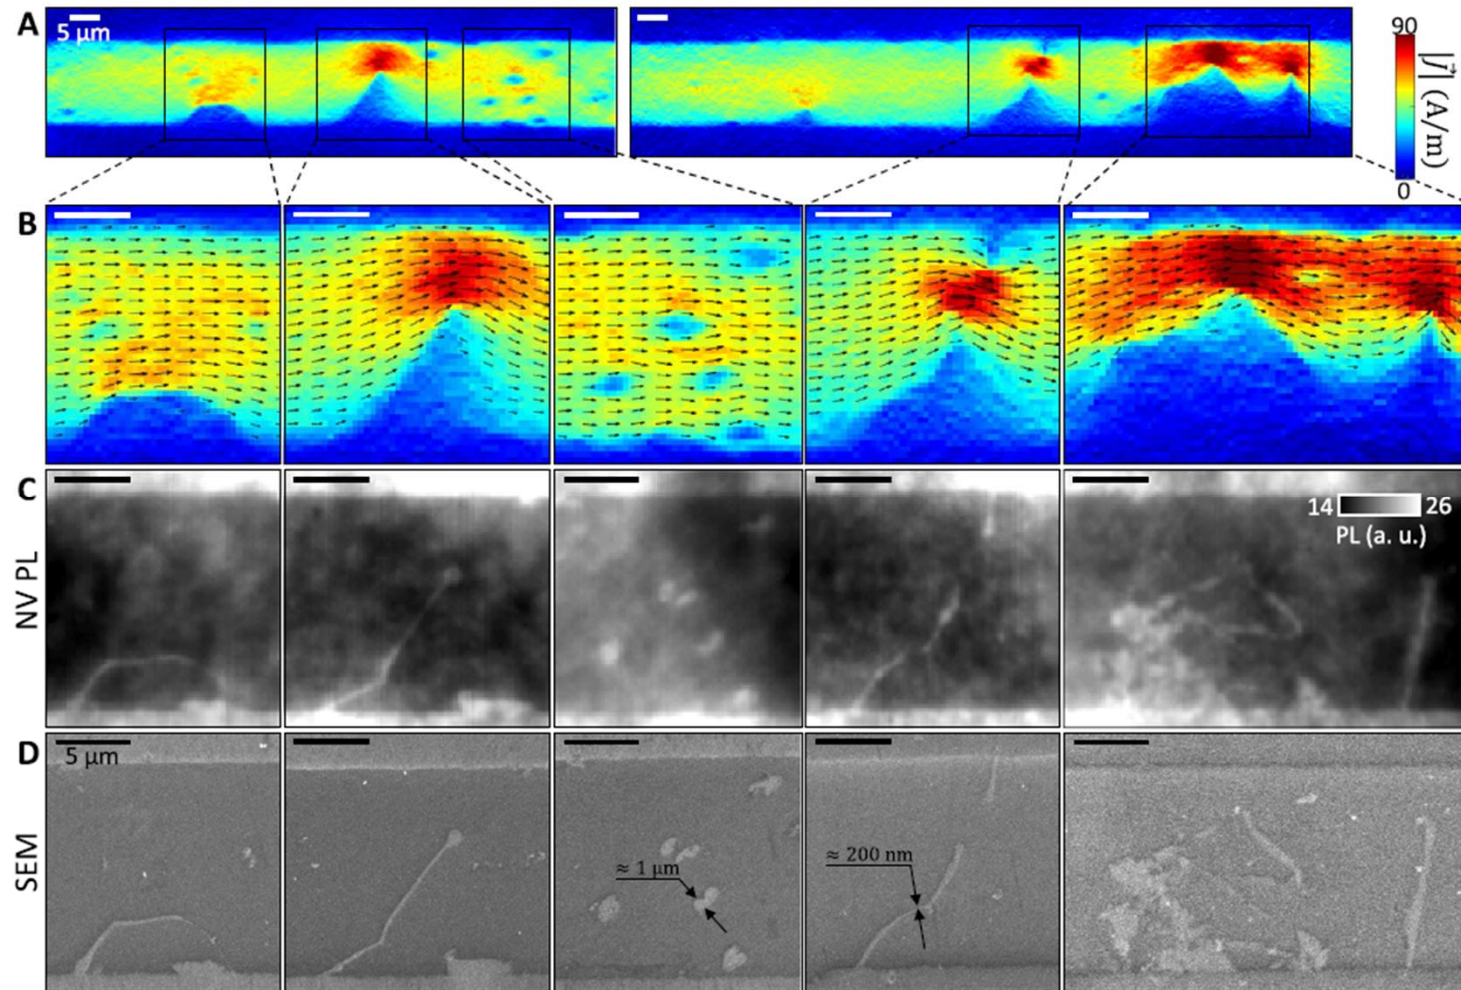 A
5 μm
90
|J⃗| (A/m)
0
B
C
NV PL
14
26
PL (a. u.)
D
5 μm
SEM
≈ 1 μm
≈ 200 nm